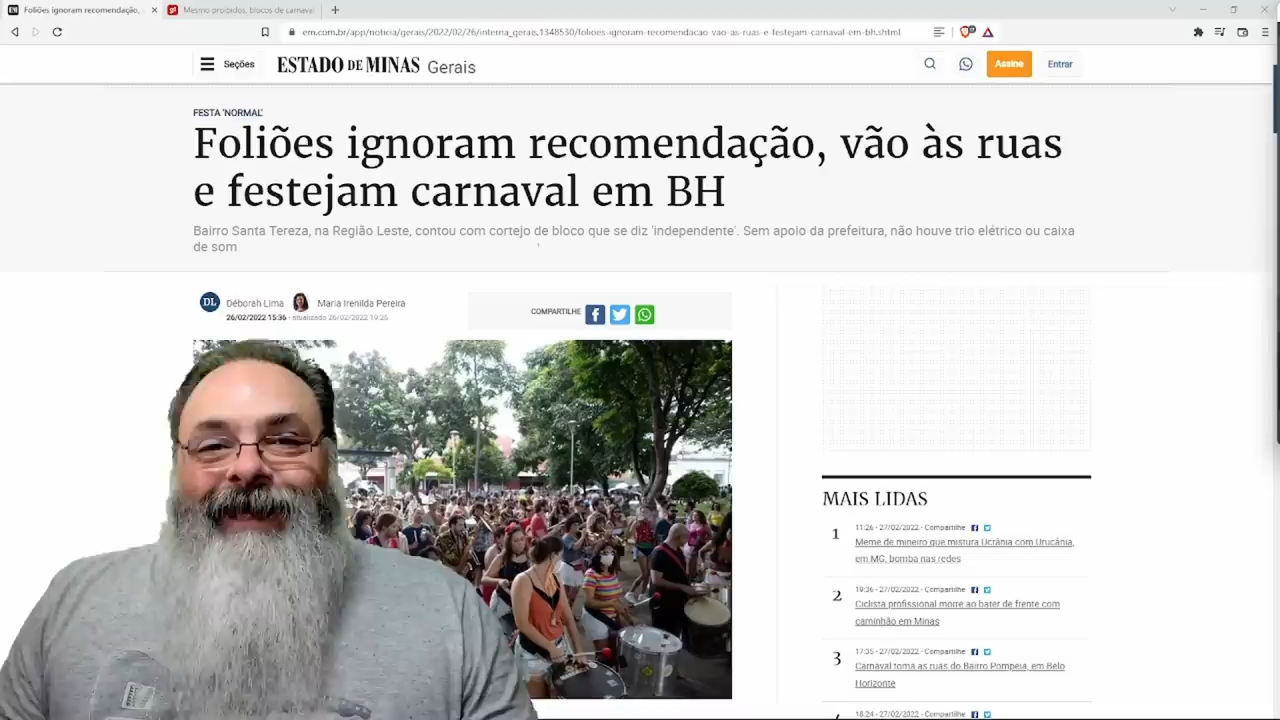 Foliões ignoram recomendação,
Mesmo proibidos, blocos de carnaval
em.com.br/app/noticia/gerais/2022/02/26/interna_gerais,1348530/folioes-ignoram-recomendacao-vao-as-ruas-e-festejam-carnaval-em-bh.shtml
Seções ESTADO DE MINAS Gerais Assine Entrar
FESTA 'NORMAL'
Foliões ignoram recomendação, vão às ruas
e festejam carnaval em BH
Bairro Santa Tereza, na Região Leste, contou com cortejo de bloco que se diz 'independente'. Sem apoio da prefeitura, não houve trio elétrico ou caixa
de som
DL Déborah Lima Maria Irenilda Pereira
26/02/2022 15:36 - atualizado 26/02/2022 19:26
COMPARTILHE
MAIS LIDAS
1
11:26 - 27/02/2022 - Compartilhe
Meme de mineiro que mistura Ucrânia com Urucânia,
em MG, bomba nas redes
2
19:36 - 27/02/2022 - Compartilhe
Ciclista profissional morre ao bater de frente com
caminhão em Minas
3
17:35 - 27/02/2022 - Compartilhe
Carnaval toma as ruas do Bairro Pompeia, em Belo
Horizonte
18:24 - 27/02/2022 - Compartilhe